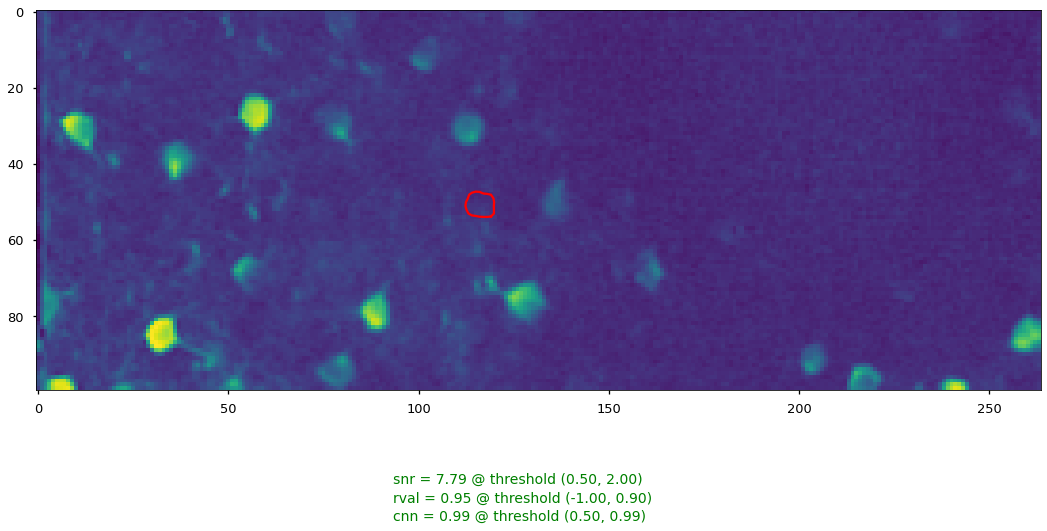 0
20
40
60
80
0 50 100 150 200 250
snr = 7.79 @ threshold (0.50, 2.00)
rval = 0.95 @ threshold (-1.00, 0.90)
cnn = 0.99 @ threshold (0.50, 0.99)